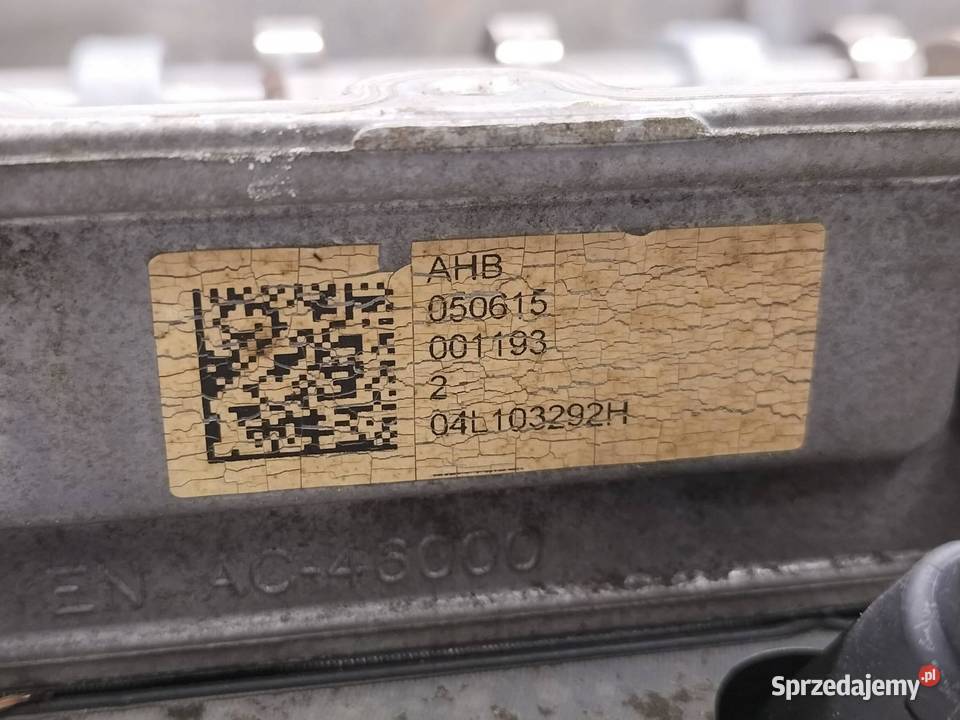 AHB
050615
001193
2
04L103292H
EN AC-46000
Sprzedajemy.pl